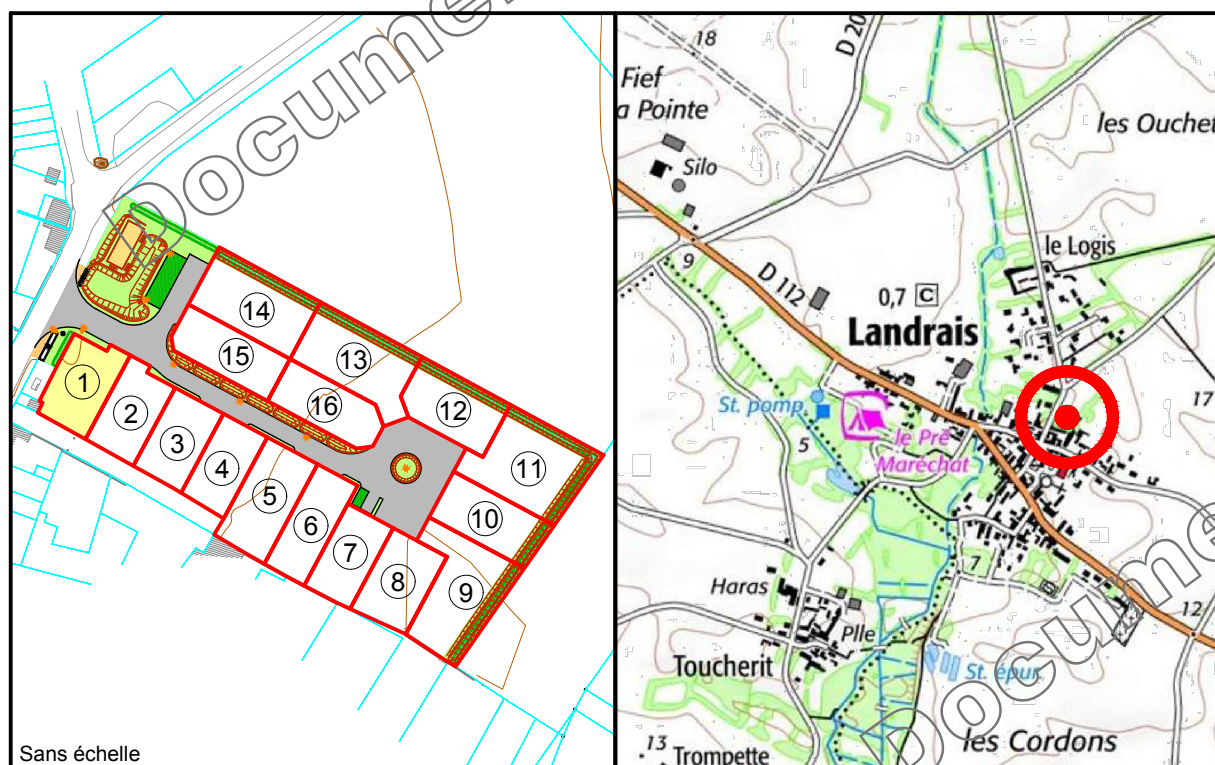 Document
14
13
15
16
12
1
2
3
4
5
6
7
8
9
10
11
Sans échelle
18
D 20
Fief
a Pointe
Silo
les Ouchet
9
D 112
0,7 C
le Logis
Landrais
St. pomp
5
le Pré
Maréchat
17
7
Haras
Plle
Toucherit
St. épur.
12
13
Trompette
les Cordons
Docume